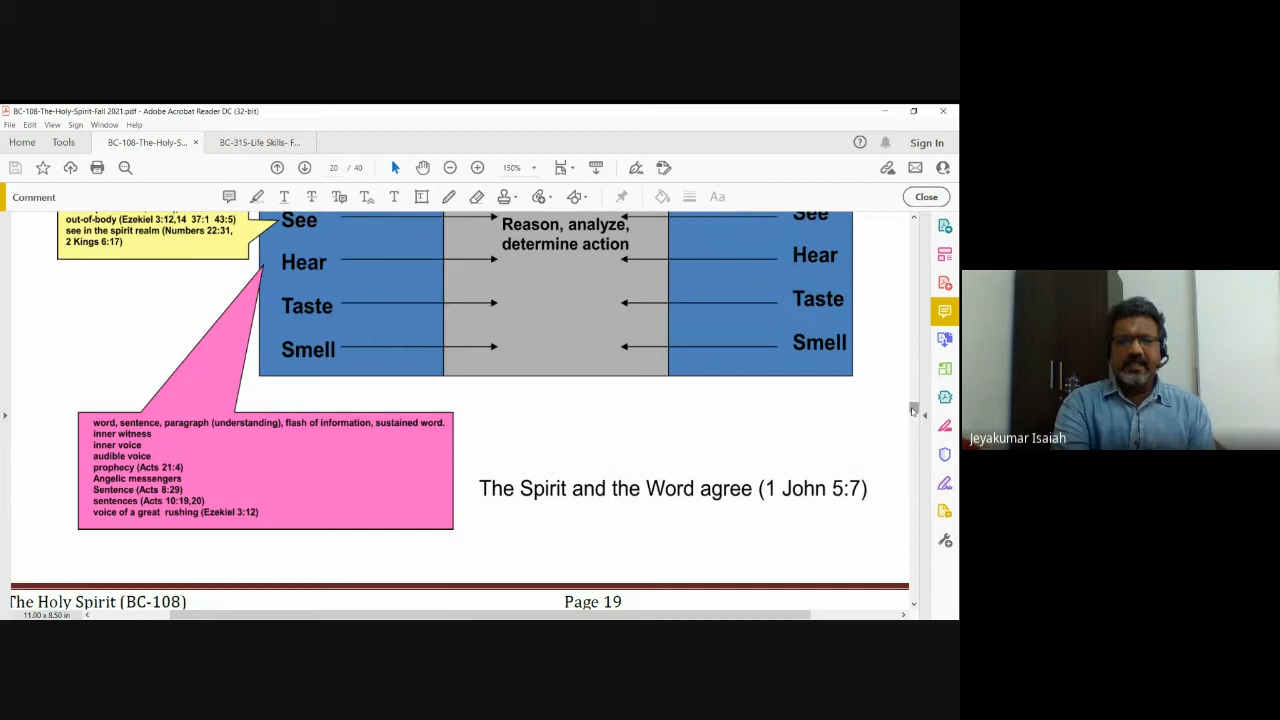 BC-108-The-Holy-Spirit-Fall 2021.pdf - Adobe Acrobat Reader DC (32-bit)
File Edit View Sign Window Help
Home Tools BC-108-The-Holy-S... × BC-315-Life Skills- F... Sign In
20 / 40 150%
Comment Aa Close
out-of-body (Ezekiel 3:12,14 37:1 43:5)
see in the spirit realm (Numbers 22:31,
2 Kings 6:17)
See
Reason, analyze,
determine action
See
Hear
Hear
Taste
Taste
Smell
Smell
word, sentence, paragraph (understanding), flash of information, sustained word.
inner witness
inner voice
audible voice
prophecy (Acts 21:4)
Angelic messengers
Sentence (Acts 8:29)
sentences (Acts 10:19,20)
voice of a great rushing (Ezekiel 3:12)
The Spirit and the Word agree (1 John 5:7)
The Holy Spirit (BC-108) Page 19
11.00 x 8.50 in
Jeyakumar Isaiah